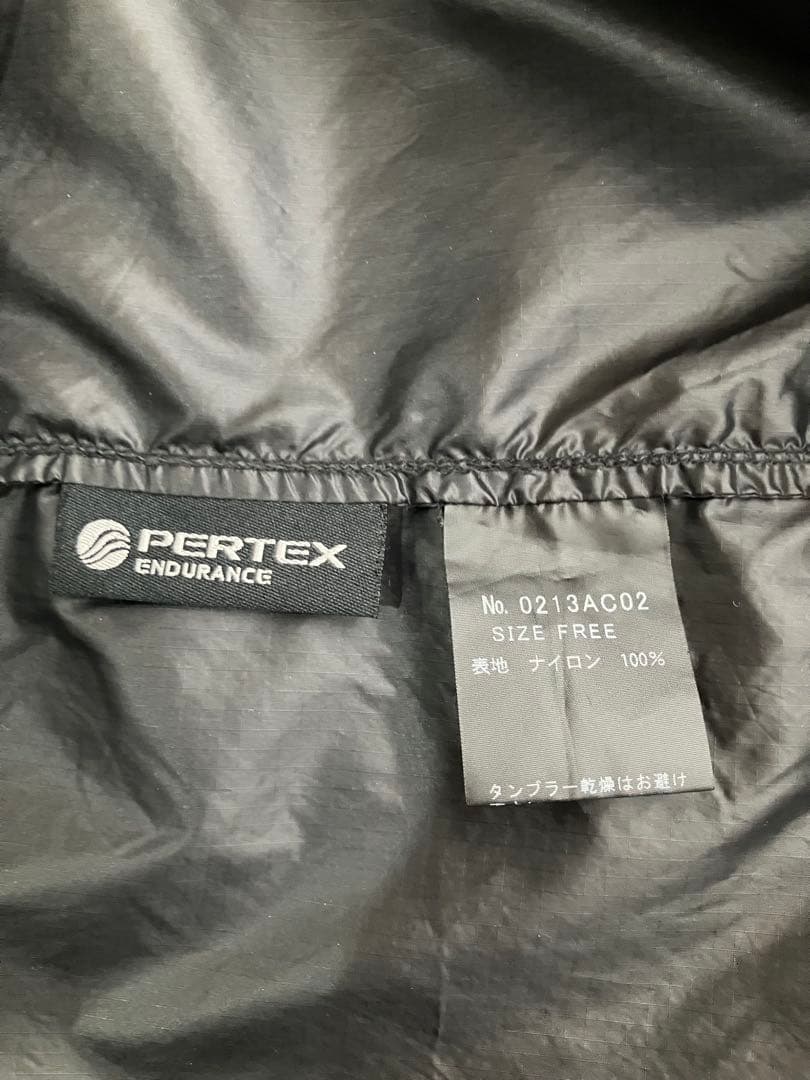 PERTEX
ENDURANCE
No. 0213AC02
SIZE FREE
表地 ナイロン 100%
タンブラー乾燥はお避け